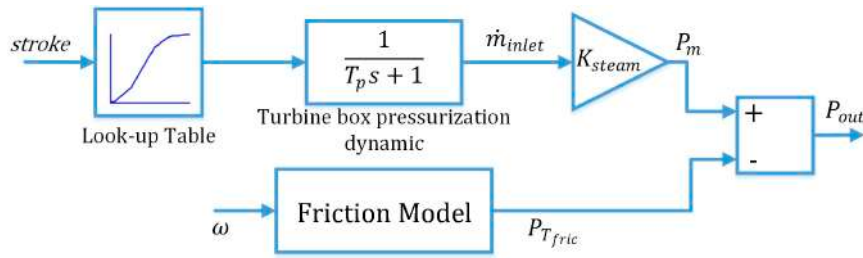 stroke
Look-up Table
1
T_p s + 1
Turbine box pressurization
dynamic
ṁ_inlet
K_steam
P_m
+
-
P_out
ω
Friction Model
P_T_fric